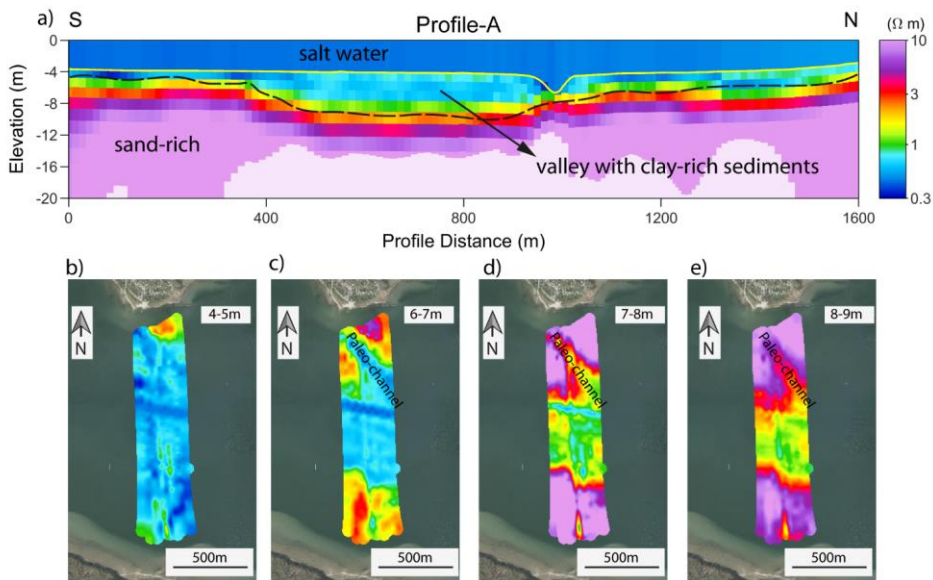 a)
S
Profile-A
N
(Ω m)
Elevation (m)
0
-4
-8
-12
-16
-20
salt water
sand-rich
valley with clay-rich sediments
10
3
1
0.3
0
400
800
1200
1600
Profile Distance (m)
b)
4-5m
N
500m
c)
6-7m
N
Paleo-channel
500m
d)
7-8m
N
Paleo-channel
500m
e)
8-9m
N
Paleo-channel
500m